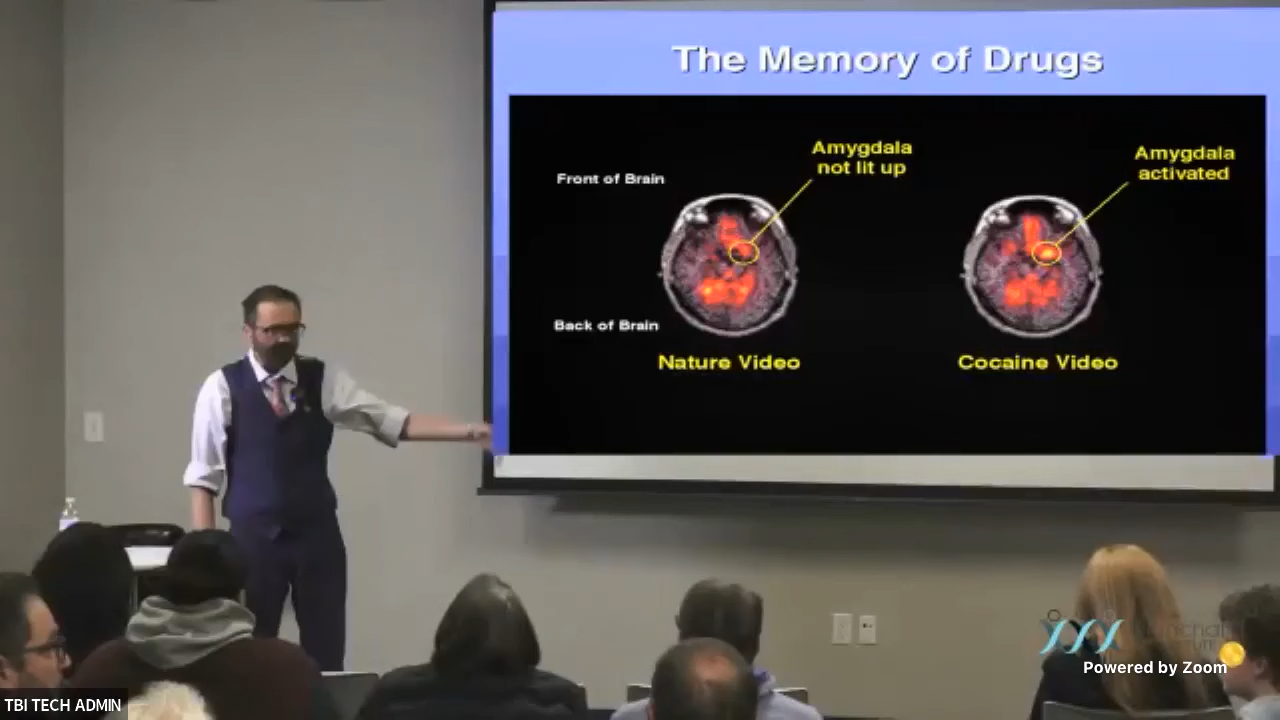 The Memory of Drugs
Amygdala
not lit up
Amygdala
activated
Front of Brain
Back of Brain
Nature Video
Cocaine Video
Powered by Zoom
TBI TECH ADMIN